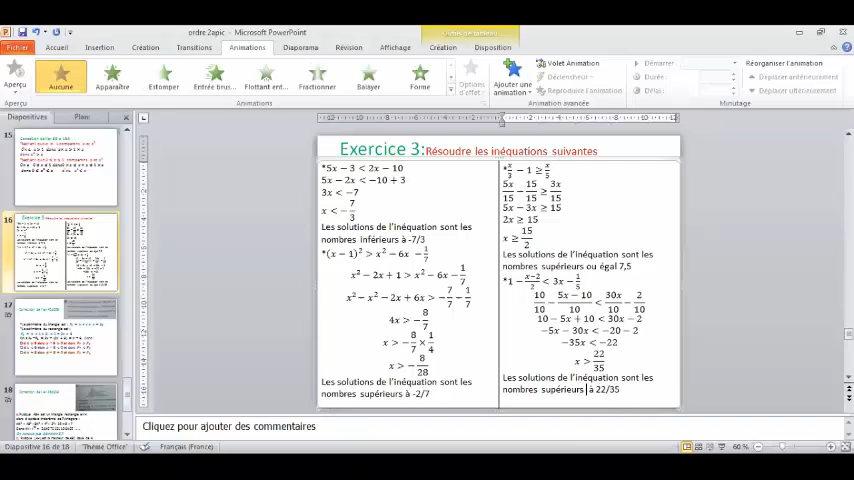 ordre 2apic - Microsoft PowerPoint
Outils de tableau
Fichier Accueil Insertion Création Transitions Animations Diaporama Révision Affichage Création Disposition
Aperçu
Aucune Apparaître Estomper Entrée brus... Flottant ent... Fractionner Balayer Forme
Options d'effet
Ajouter une animation
Volet Animation
Déclencheur
Reproduire l'animation
Démarrer :
Durée :
Délai :
Réorganiser l'animation
Déplacer antérieurement
Déplacer ultérieurement
Aperçu Animations Animation avancée Minutage
Diapositives Plan
15
16
17
18
Exercice 3: Résoudre les inéquations suivantes
*5x − 3 < 2x − 10
5x − 2x < −10 + 3
3x < −7
x < − 7/3
Les solutions de l'inéquation sont les
nombres inférieurs à -7/3
*(x − 1)² > x² − 6x − 1/7
x² − 2x + 1 > x² − 6x − 1/7
x² − x² − 2x + 6x > − 7/7 − 1/7
4x > − 8/7
x > − 8/7 × 1/4
x > − 8/28
Les solutions de l'inéquation sont les
nombres supérieurs à -2/7
* x/3 − 1 ≥ x/5
5x/15 − 15/15 ≥ 3x/15
5x − 3x ≥ 15
2x ≥ 15
x ≥ 15/2
Les solutions de l'inéquation sont les
nombres supérieurs ou égal 7,5
*1 − x−2/2 < 3x − 1/5
10/10 − 5x − 10/10 < 30x/10 − 2/10
10 − 5x + 10 < 30x − 2
−5x − 30x < −20 − 2
−35x < −22
x > 22/35
Les solutions de l'inéquation sont les
nombres supérieurs à 22/35
Cliquez pour ajouter des commentaires
Diapositive 16 de 18 "Thème Office" Français (France) 60 %